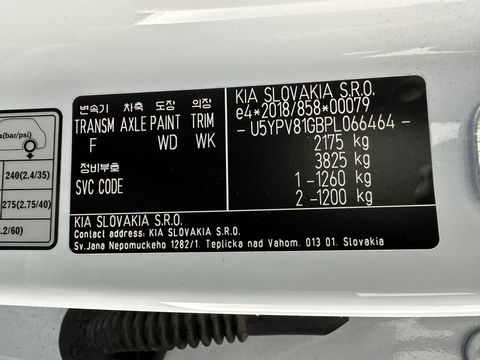 (bar/psi)
240(2.4/35)
275(2.75/40)
.2/60)
변속기 차축 도장 의장
TRANSM AXLE PAINT TRIM
F WD WK
정비부호
SVC CODE
KIA SLOVAKIA S.R.O.
e4*2018/858*00079
- U5YPV81GBPL066464 -
2175 kg
3825 kg
1 -1260 kg
2 -1200 kg
KIA SLOVAKIA S.R.O.
Contact address: KIA SLOVAKIA S.R.O.
Sv.Jana Nepomuckeho 1282/1. Teplicka nad Vahom. 013 01. Slovakia